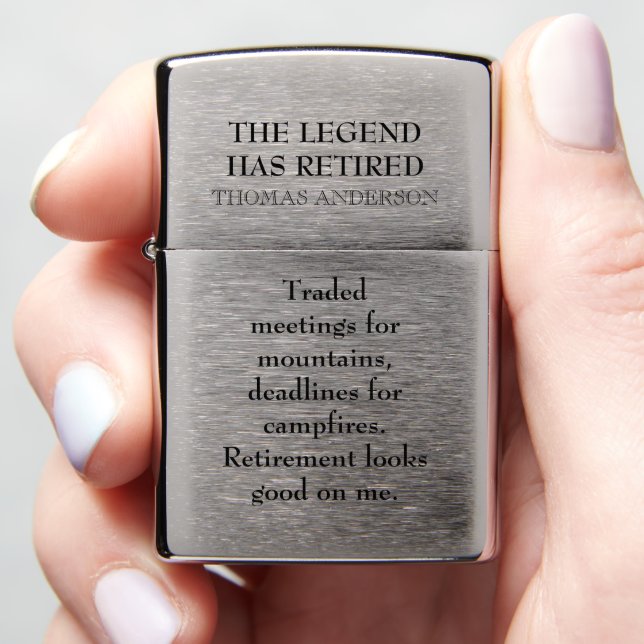 THE LEGEND
HAS RETIRED
THOMAS ANDERSON
Traded
meetings for
mountains,
deadlines for
campfires.
Retirement looks
good on me.